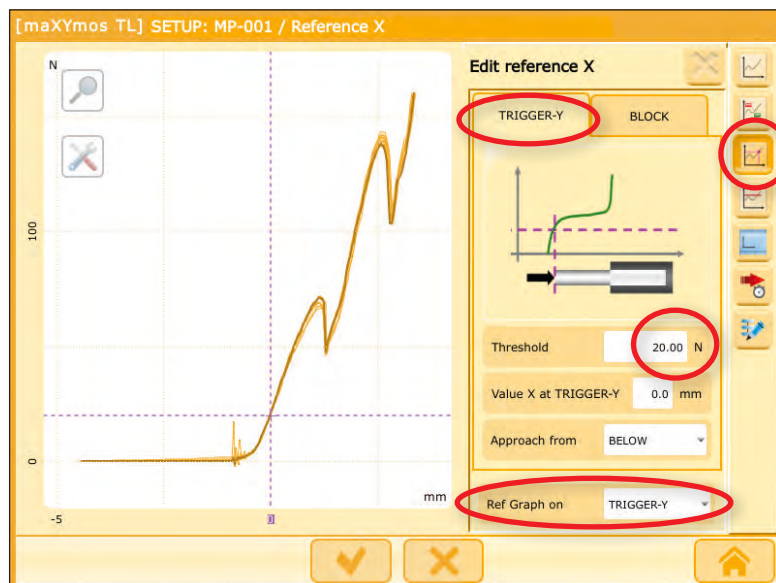 [maXYmos TL] SETUP: MP-001 / Reference X
N
100
0
-5
0
mm
Edit reference X
TRIGGER-Y
BLOCK
Threshold 20.00 N
Value X at TRIGGER-Y 0.0 mm
Approach from BELOW
Ref Graph on TRIGGER-Y